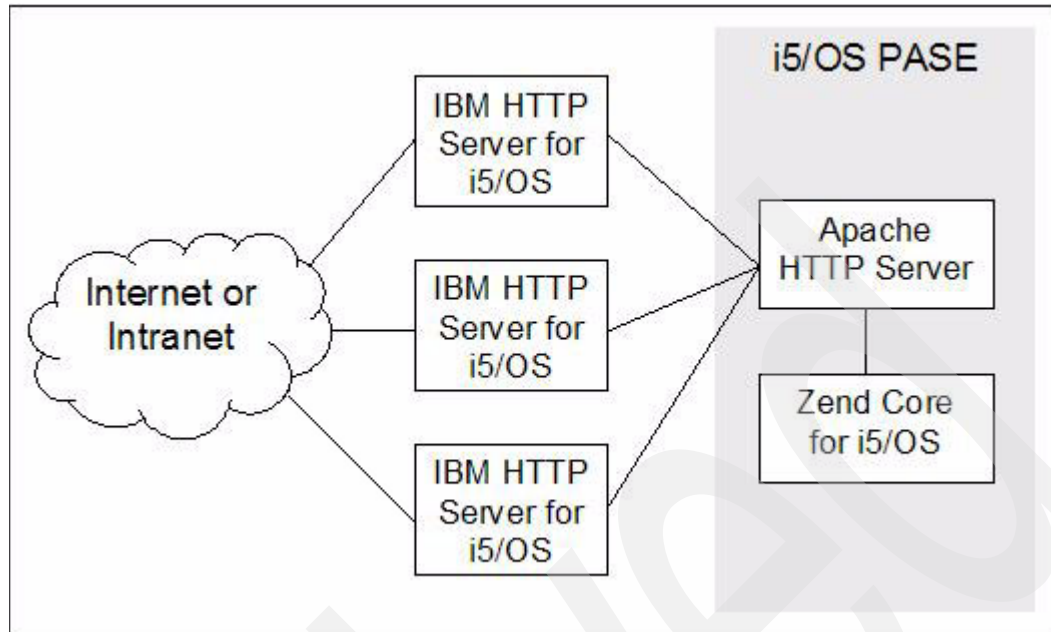 i5/OS PASE
IBM HTTP
Server for
i5/OS
Apache
HTTP Server
Internet or
Intranet
IBM HTTP
Server for
i5/OS
Zend Core
for i5/OS
IBM HTTP
Server for
i5/OS